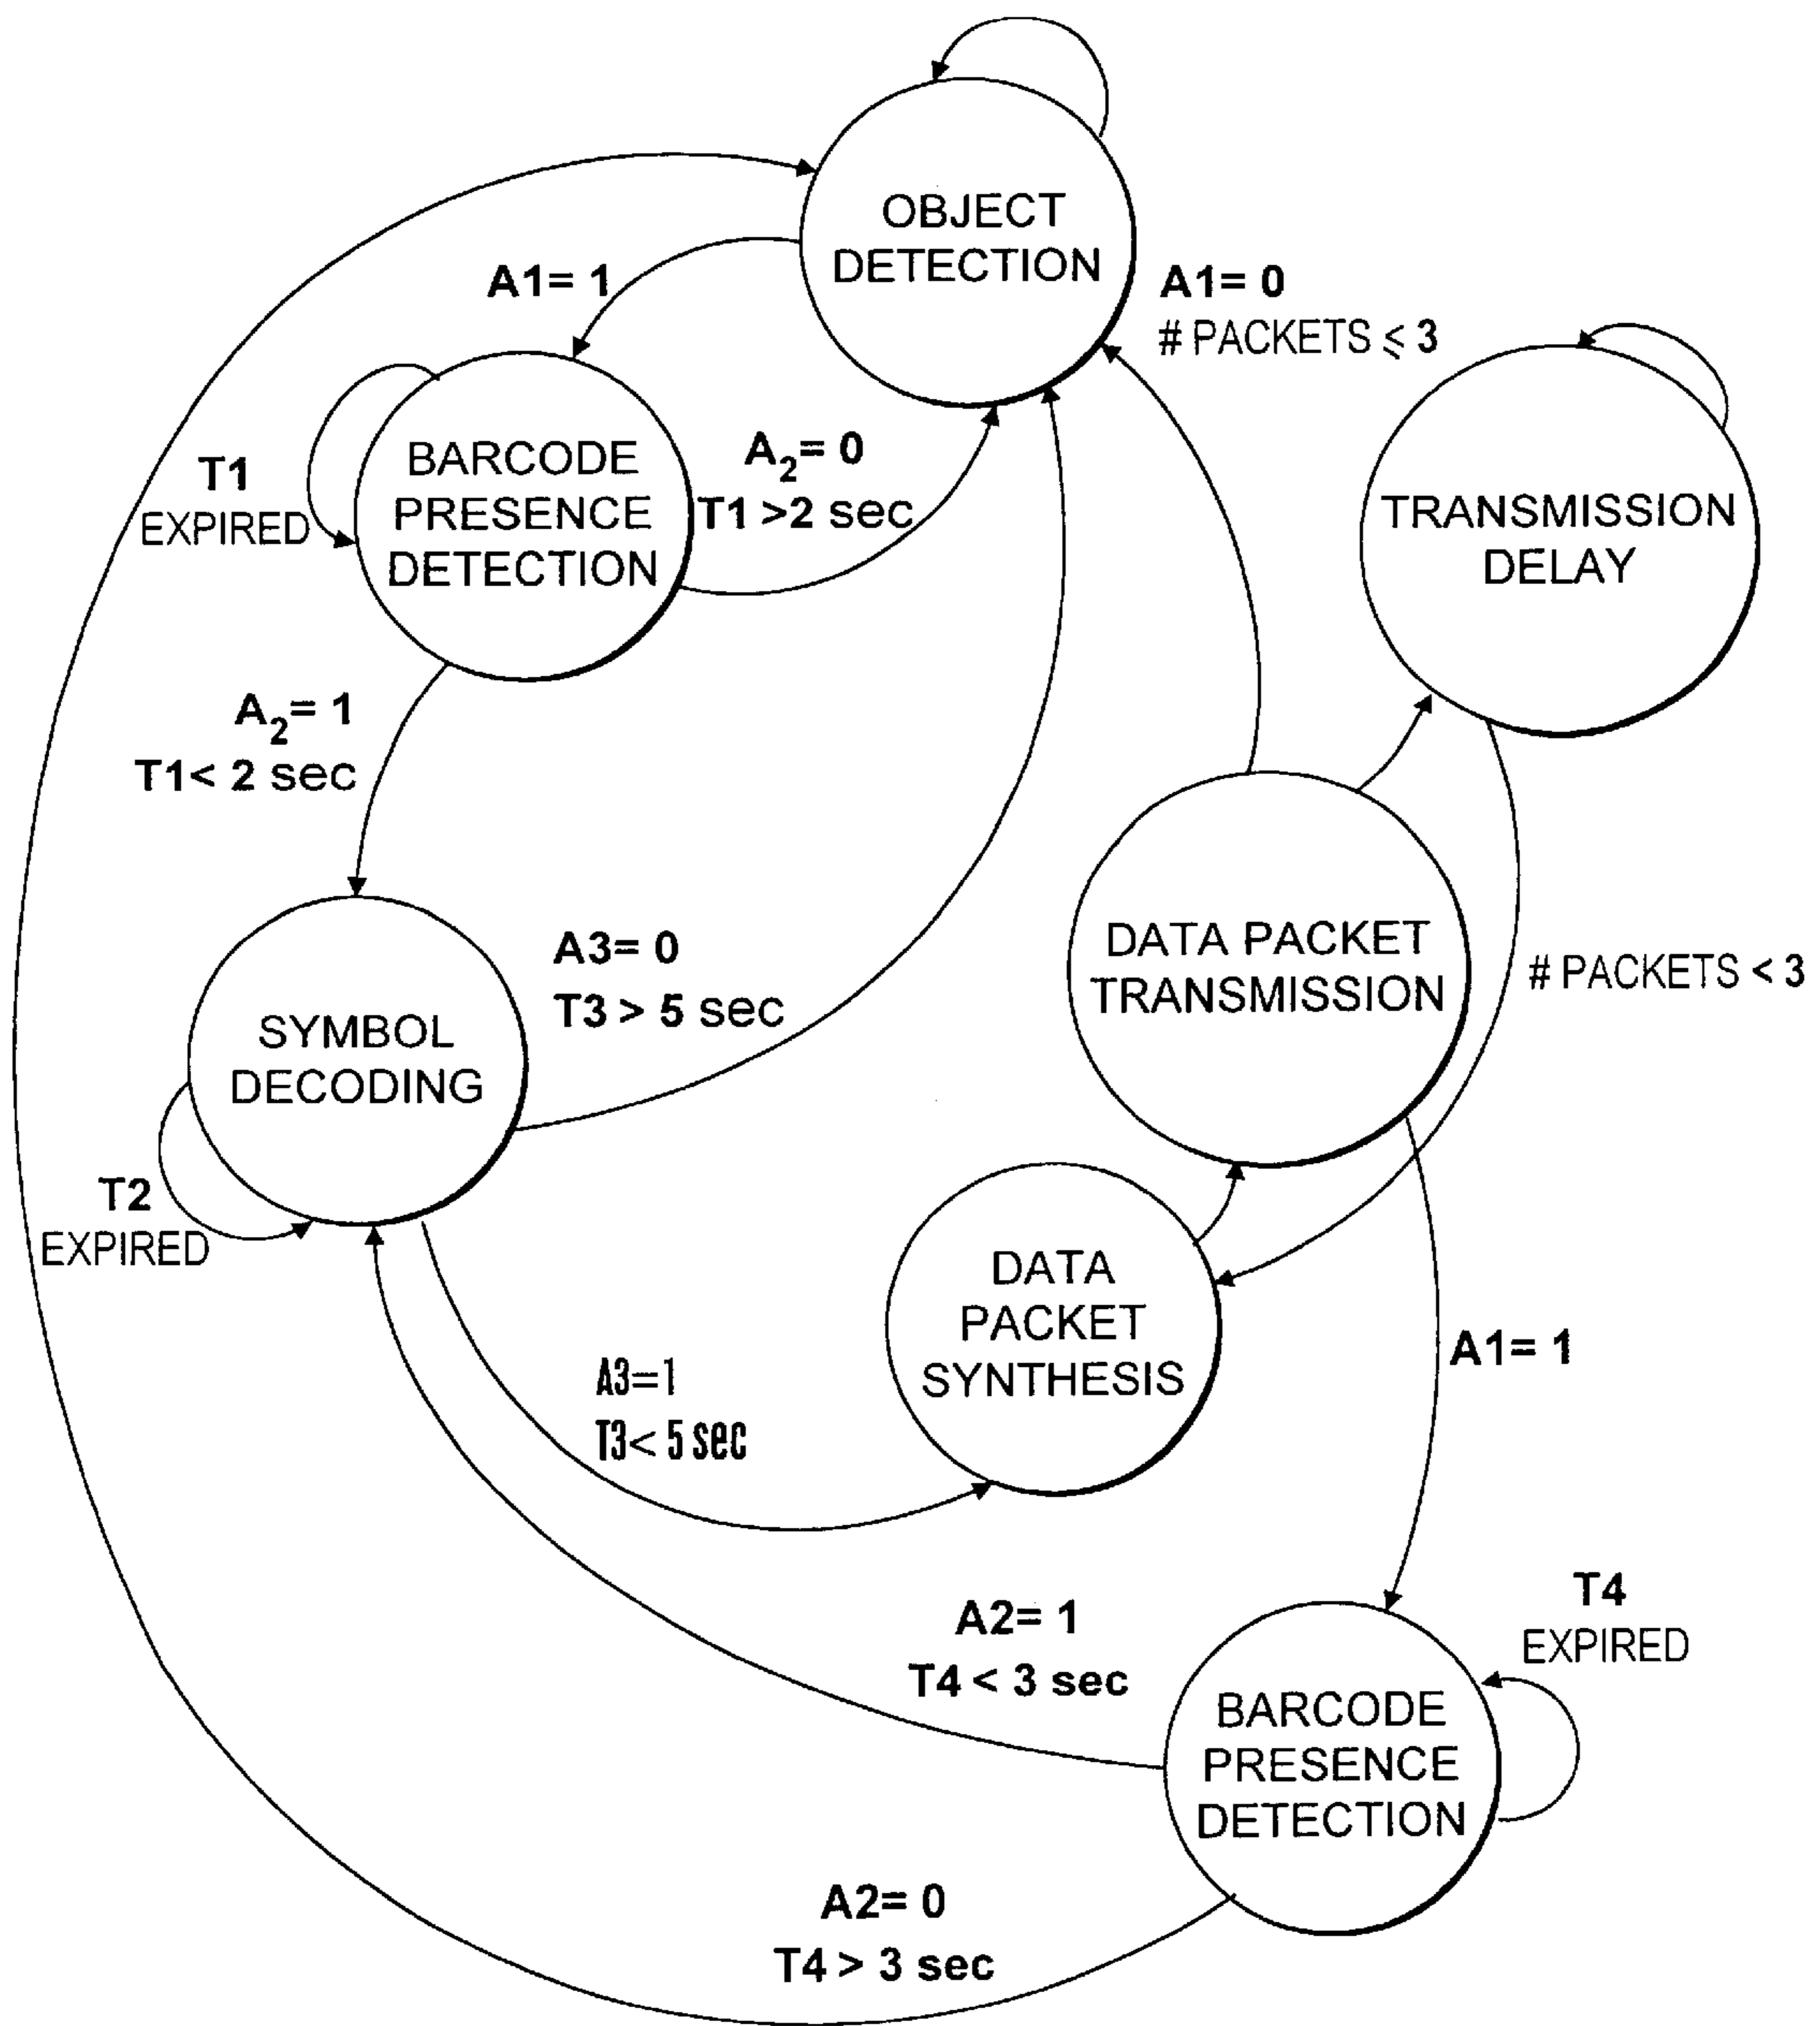 OBJECT
DETECTION
A1= 1
A1= 0
# PACKETS ≤ 3
BARCODE
PRESENCE
DETECTION
T1
EXPIRED
A2= 0
T1 >2 sec
TRANSMISSION
DELAY
A2= 1
T1< 2 sec
DATA PACKET
TRANSMISSION
# PACKETS < 3
A3= 0
T3 > 5 sec
SYMBOL
DECODING
T2
EXPIRED
DATA
PACKET
SYNTHESIS
A1= 1
A3=1
T3< 5 sec
A2= 1
T4 < 3 sec
T4
EXPIRED
BARCODE
PRESENCE
DETECTION
A2= 0
T4 > 3 sec